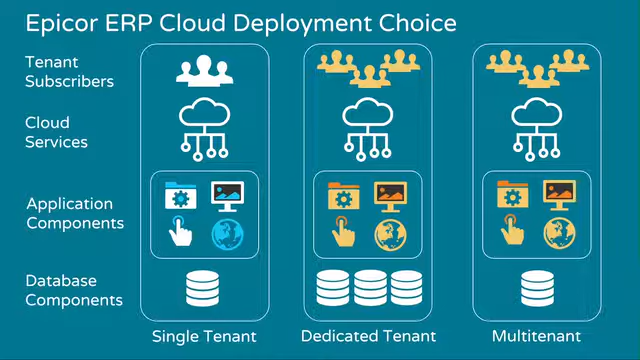 Epicor ERP Cloud Deployment Choice
Tenant
Subscribers
Cloud
Services
Application
Components
Database
Components
Single Tenant
Dedicated Tenant
Multitenant